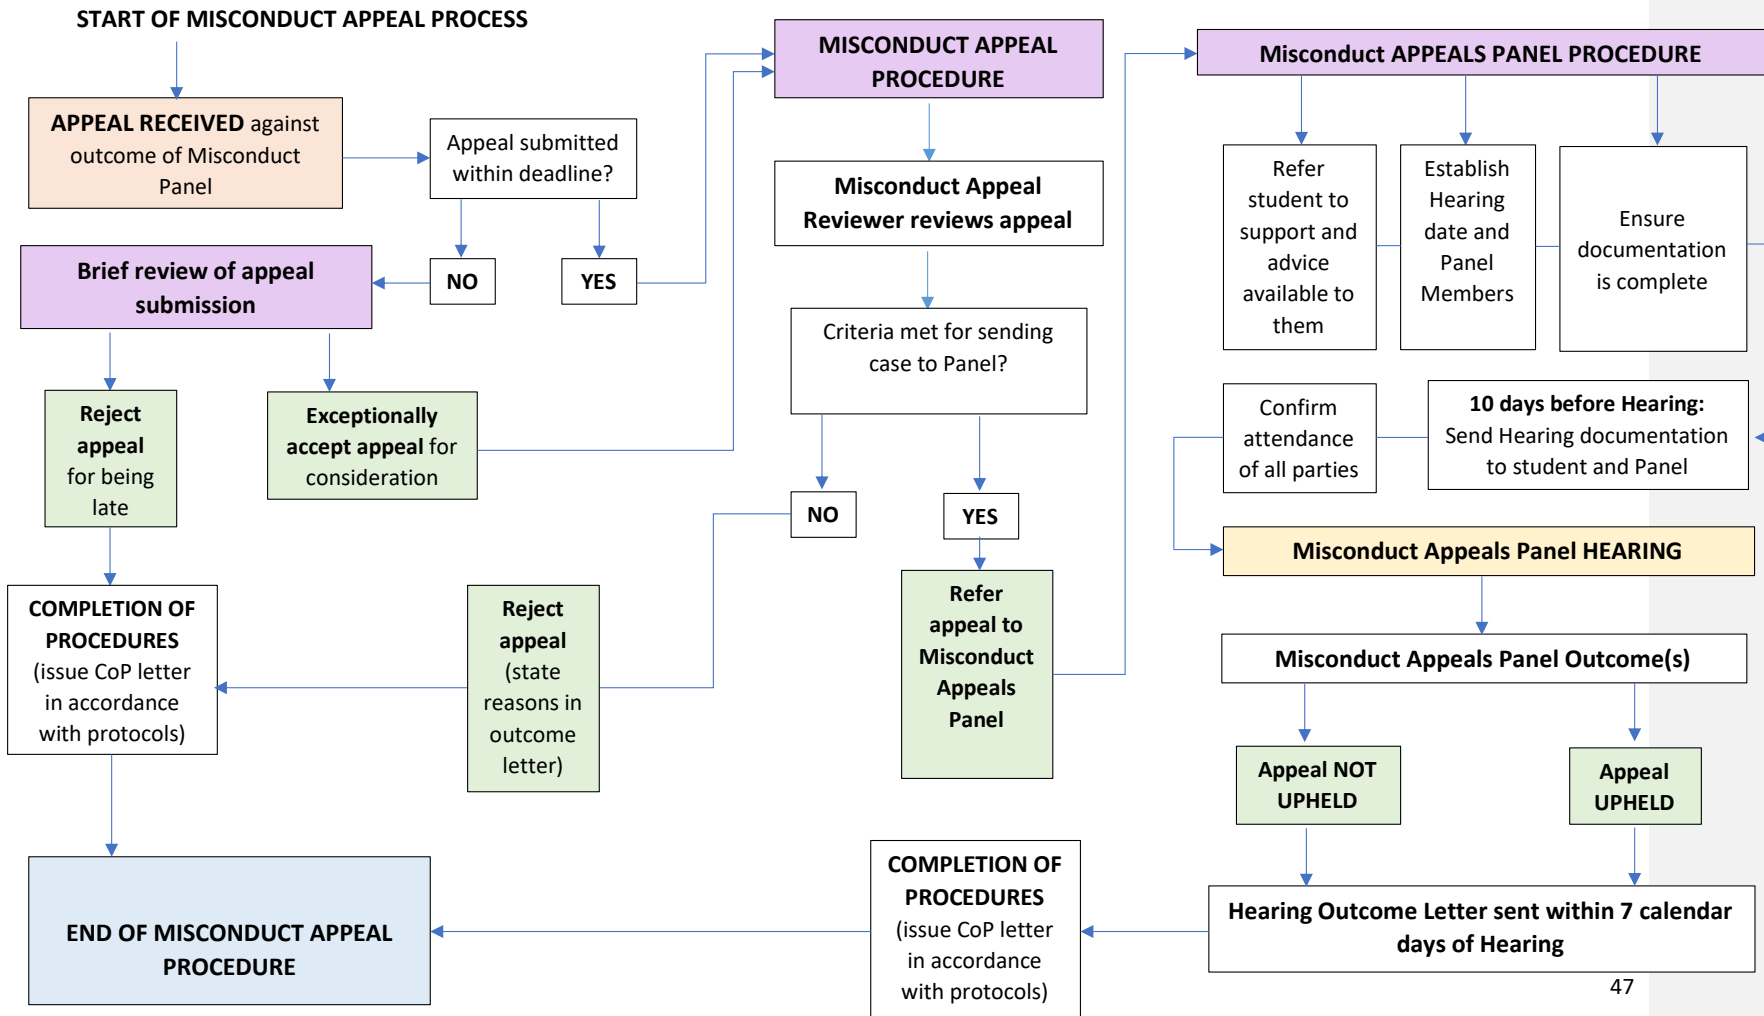 START OF MISCONDUCT APPEAL PROCESS
APPEAL RECEIVED against
outcome of Misconduct
Panel
Appeal submitted
within deadline?
NO
YES
Brief review of appeal
submission
Reject
appeal
for being
late
Exceptionally
accept appeal for
consideration
COMPLETION OF
PROCEDURES
(issue CoP letter
in accordance
with protocols)
Reject
appeal
(state
reasons in
outcome
letter)
END OF MISCONDUCT APPEAL
PROCEDURE
MISCONDUCT APPEAL
PROCEDURE
Misconduct Appeal
Reviewer reviews appeal
Criteria met for sending
case to Panel?
NO
YES
Refer
appeal to
Misconduct
Appeals
Panel
COMPLETION OF
PROCEDURES
(issue CoP letter
in accordance
with protocols)
Misconduct APPEALS PANEL PROCEDURE
Refer
student to
support and
advice
available to
them
Establish
Hearing
date and
Panel
Members
Ensure
documentation
is complete
Confirm
attendance
of all parties
10 days before Hearing:
Send Hearing documentation
to student and Panel
Misconduct Appeals Panel HEARING
Misconduct Appeals Panel Outcome(s)
Appeal NOT
UPHELD
Appeal
UPHELD
Hearing Outcome Letter sent within 7 calendar
days of Hearing
47